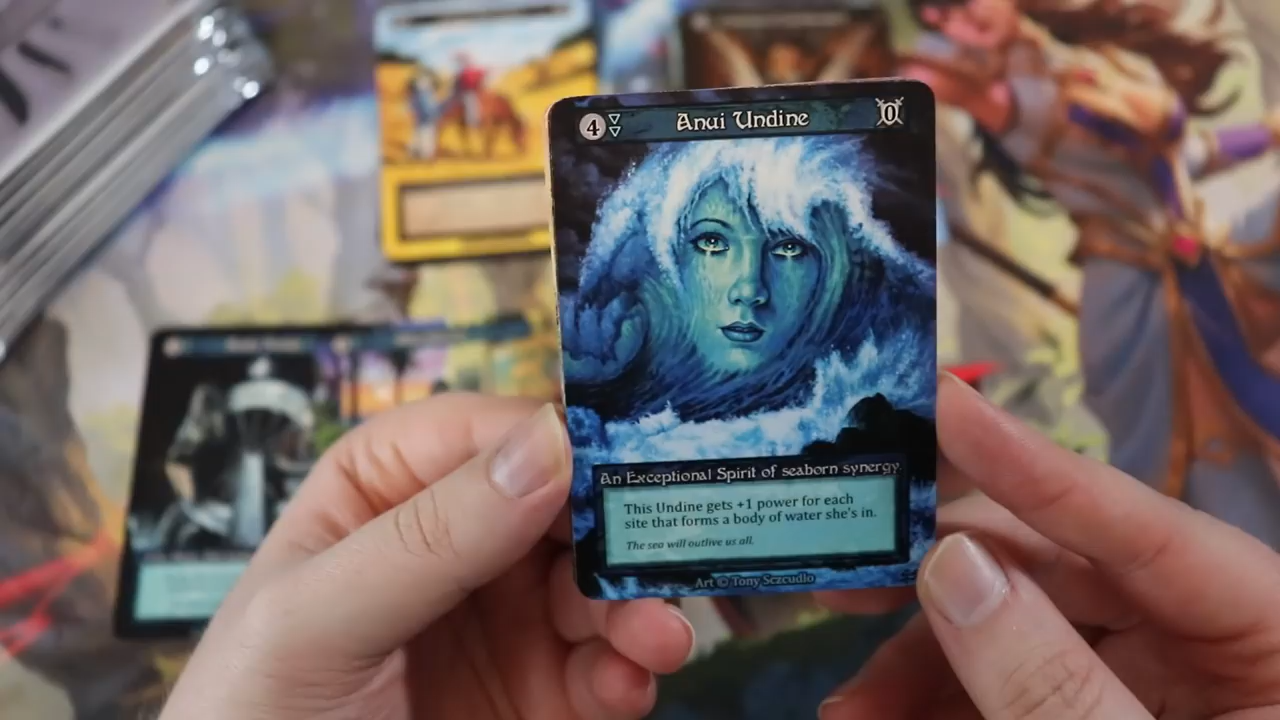 4 Anui Undine 0
An Exceptional Spirit of seaborn synergy.
This Undine gets +1 power for each
site that forms a body of water she's in.
The sea will outlive us all.
Art © Tony Szczudlo